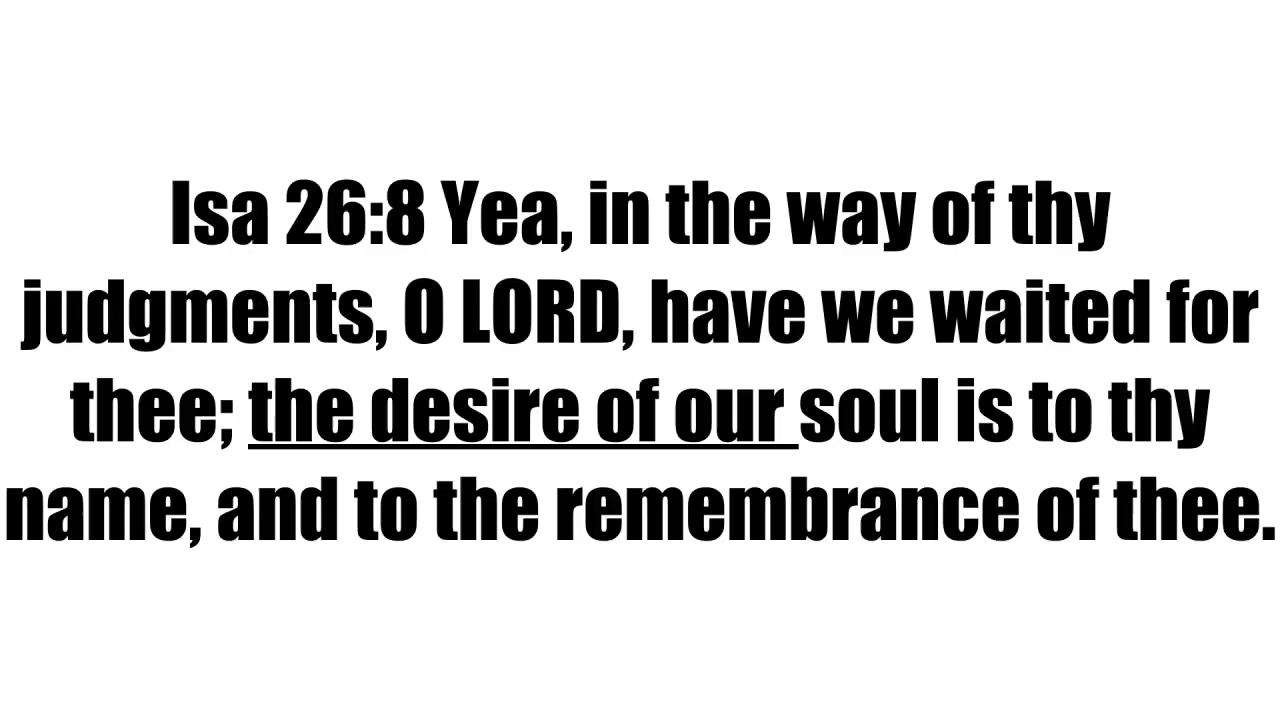 Isa 26:8 Yea, in the way of thy
judgments, O LORD, have we waited for
thee; the desire of our soul is to thy
name, and to the remembrance of thee.